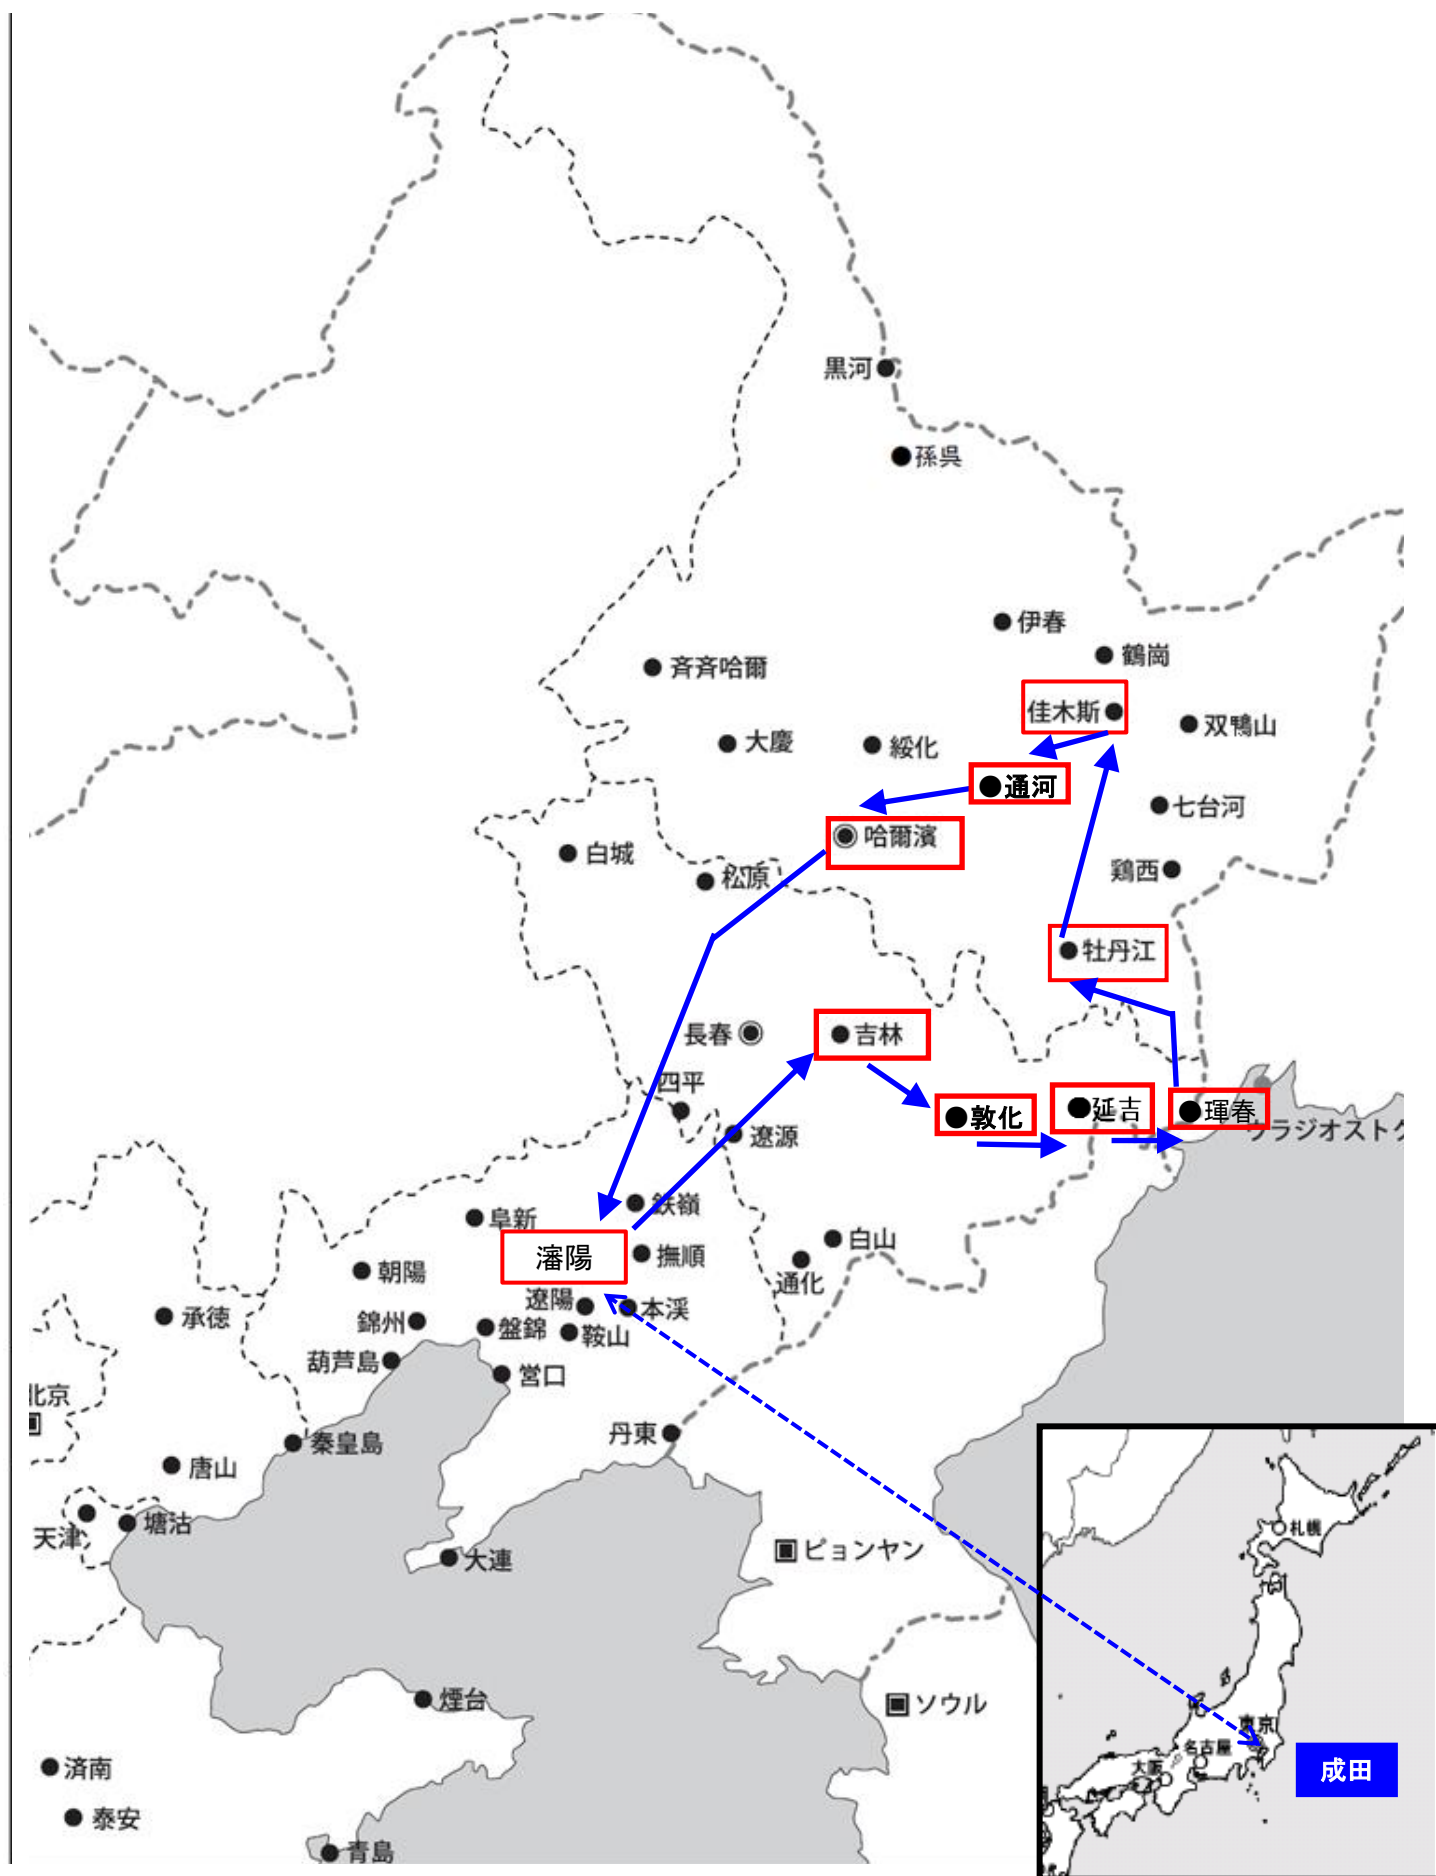 黒河
孫呉
伊春
鶴崗
斉斉哈爾
佳木斯
双鴨山
大慶
綏化
通河
七台河
哈爾濱
白城
松原
鶏西
牡丹江
長春
吉林
四平
敦化
延吉
琿春
ウラジオストク
遼源
鉄嶺
阜新
瀋陽
撫順
白山
通化
朝陽
遼陽
本渓
承徳
錦州
盤錦
鞍山
葫芦島
営口
北京
丹東
秦皇島
唐山
天津
塘沽
大連
ピョンヤン
札幌
煙台
ソウル
東京
名古屋
大阪
成田
済南
泰安
青島